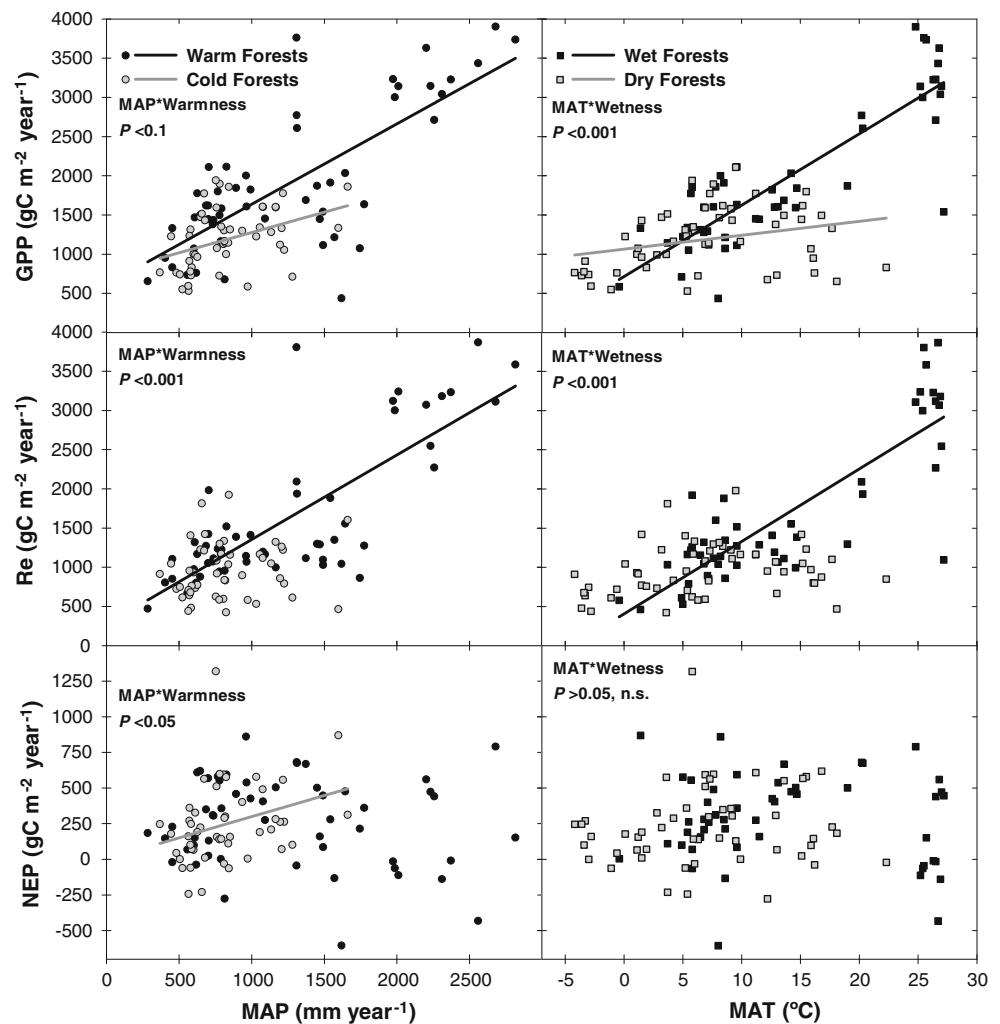 4000
3500
3000
2500
2000
1500
1000
500
GPP (gC m-2 year-1)
Warm Forests
Cold Forests
MAP*Warmness
P <0.1
Wet Forests
Dry Forests
MAT*Wetness
P <0.001
4000
3500
3000
2500
2000
1500
1000
500
0
Re (gC m-2 year-1)
MAP*Warmness
P <0.001
MAT*Wetness
P <0.001
1250
1000
750
500
250
0
-250
-500
NEP (gC m-2 year-1)
MAP*Warmness
P <0.05
MAT*Wetness
P >0.05, n.s.
0 500 1000 1500 2000 2500
MAP (mm year-1)
-5 0 5 10 15 20 25 30
MAT (ºC)